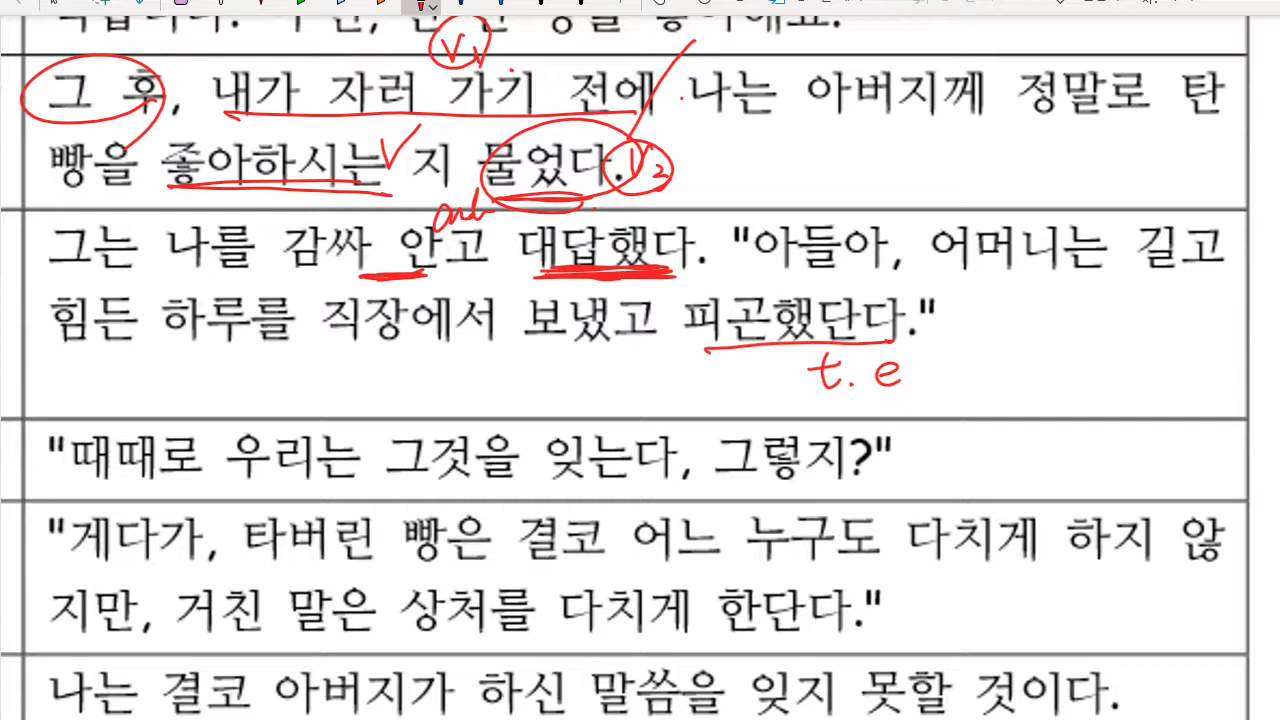 그 후, 내가 자러 가기 전에 나는 아버지께 정말로 탄
빵을 좋아하시는 지 물었다.
V2
and
그는 나를 감싸 안고 대답했다. "아들아, 어머니는 길고
힘든 하루를 직장에서 보냈고 피곤했단다."
t. e
"때때로 우리는 그것을 잊는다, 그렇지?"
"게다가, 타버린 빵은 결코 어느 누구도 다치게 하지 않
지만, 거친 말은 상처를 다치게 한단다."
나는 결코 아버지가 하신 말씀을 잊지 못할 것이다.